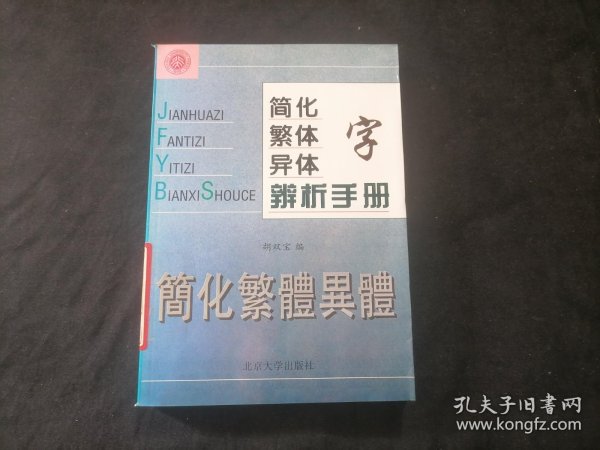 JIANHUAZI
FANTIZI
YITIZI
BIANXISHOUCE
简化
繁体
异体
字
辨析手册
胡双宝 编
簡化繁體異體
北京大学出版社
孔夫子旧书网
www.kongfz.com